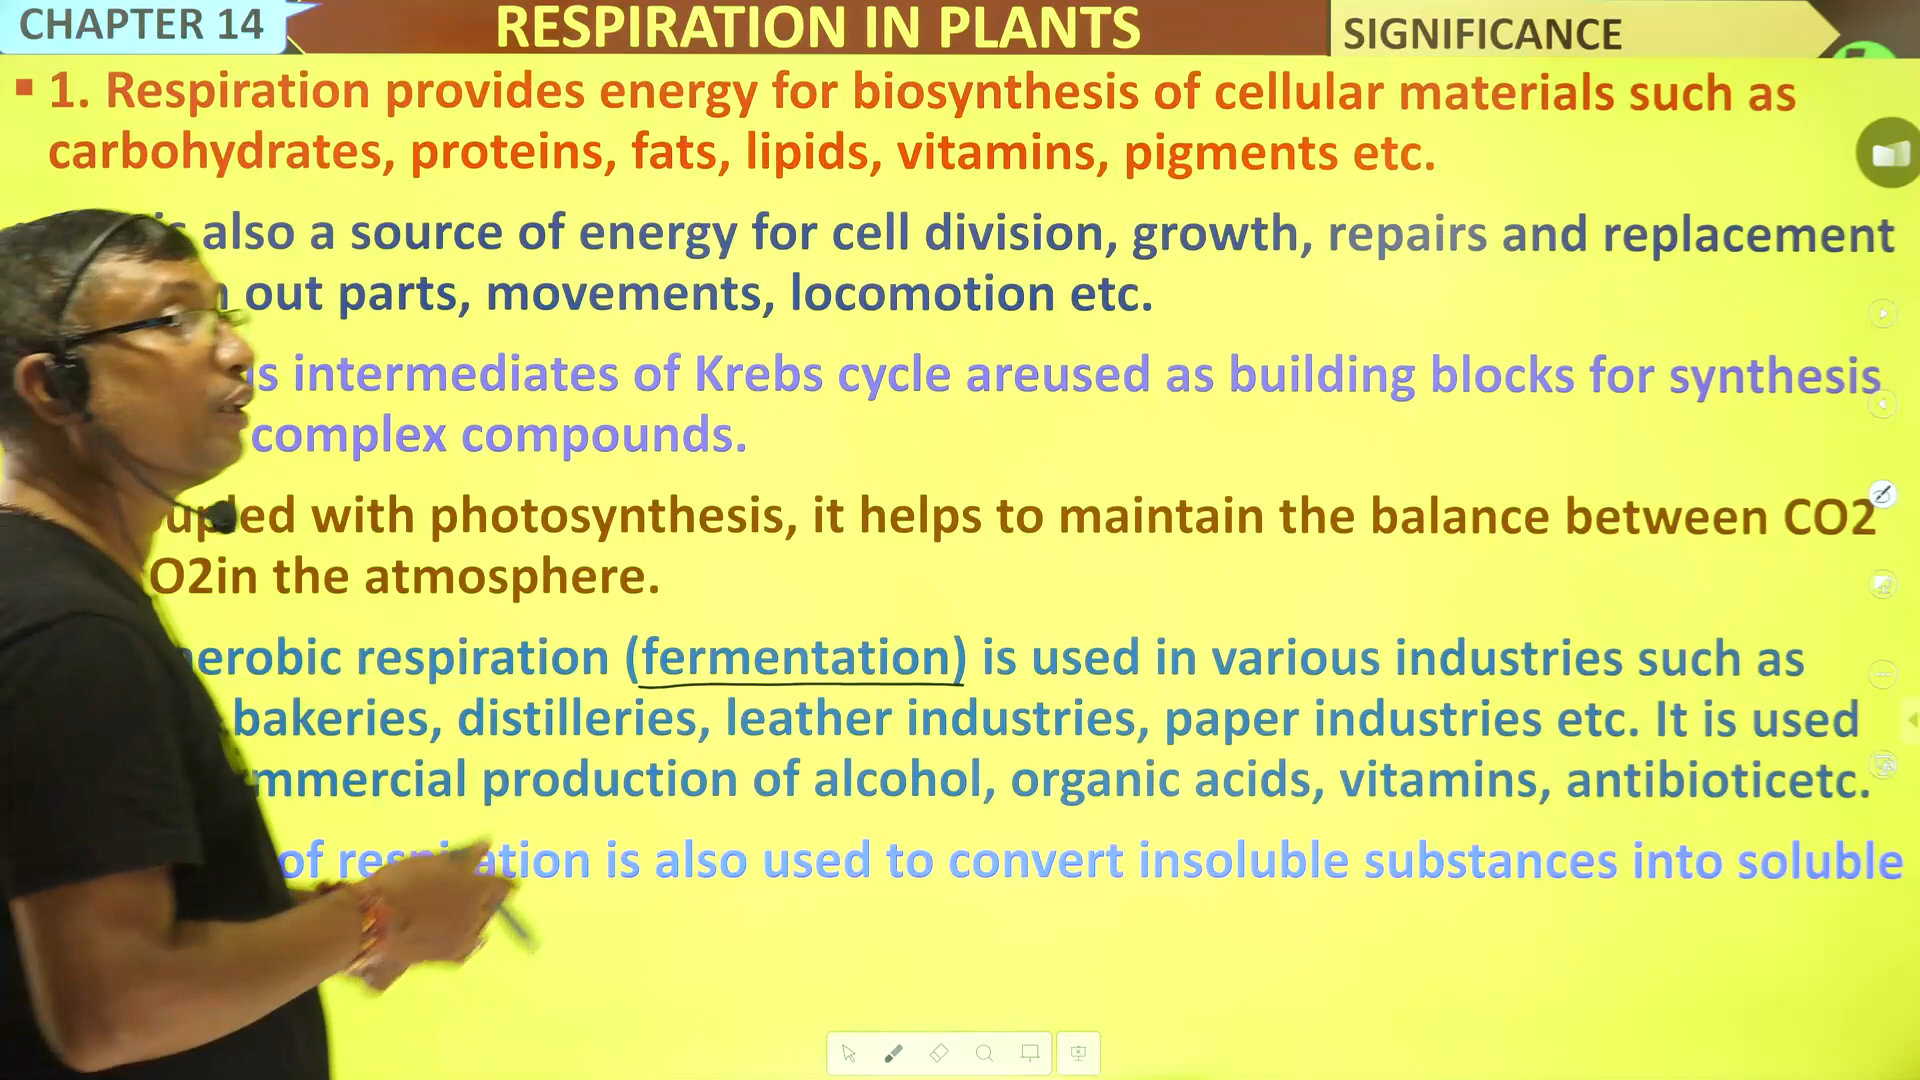 CHAPTER 14
RESPIRATION IN PLANTS
SIGNIFICANCE
1. Respiration provides energy for biosynthesis of cellular materials such as
carbohydrates, proteins, fats, lipids, vitamins, pigments etc.
also a source of energy for cell division, growth, repairs and replacement
out parts, movements, locomotion etc.
intermediates of Krebs cycle areused as building blocks for synthesis
complex compounds.
with photosynthesis, it helps to maintain the balance between CO2
O2in the atmosphere.
respiration (fermentation) is used in various industries such as
bakeries, distilleries, leather industries, paper industries etc. It is used
production of alcohol, organic acids, vitamins, antibioticetc.
of respiration is also used to convert insoluble substances into soluble